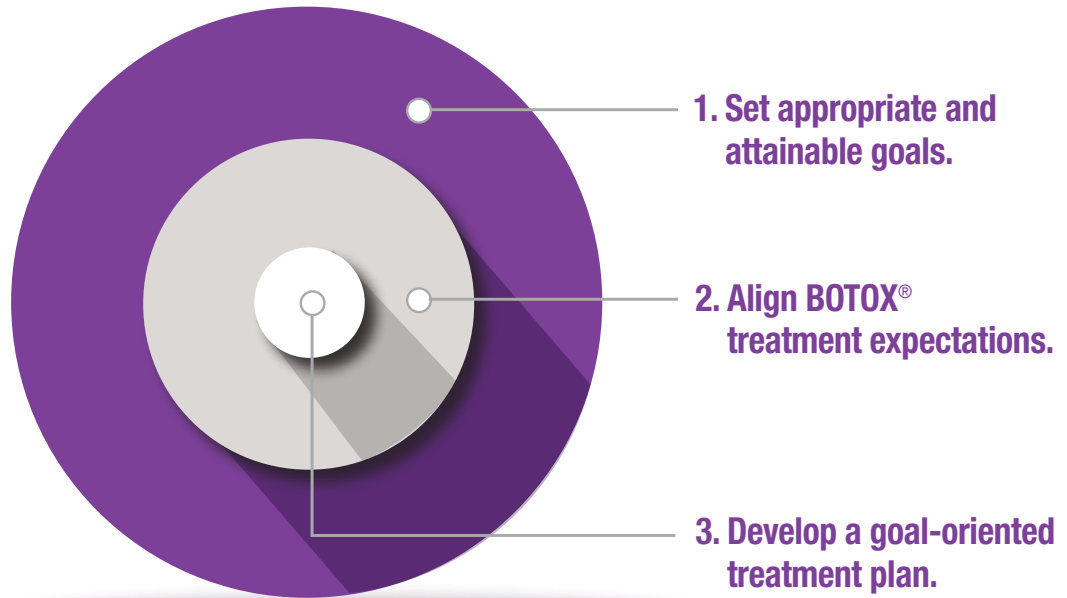 1. Set appropriate and
attainable goals.
2. Align BOTOX®
treatment expectations.
3. Develop a goal-oriented
treatment plan.